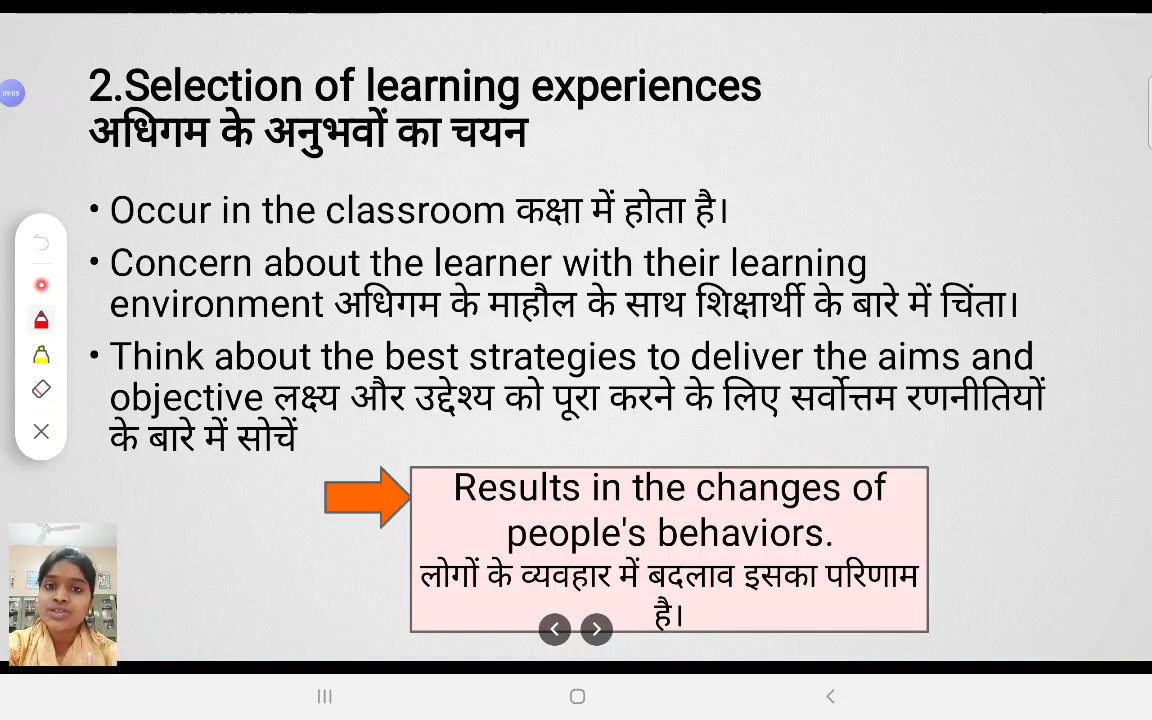 2.Selection of learning experiences
अधिगम के अनुभवों का चयन
• Occur in the classroom कक्षा में होता है।
• Concern about the learner with their learning
environment अधिगम के माहौल के साथ शिक्षार्थी के बारे में चिंता।
• Think about the best strategies to deliver the aims and
objective लक्ष्य और उद्देश्य को पूरा करने के लिए सर्वोत्तम रणनीतियों
के बारे में सोचें
Results in the changes of
people's behaviors.
लोगों के व्यवहार में बदलाव इसका परिणाम
है।
09:05